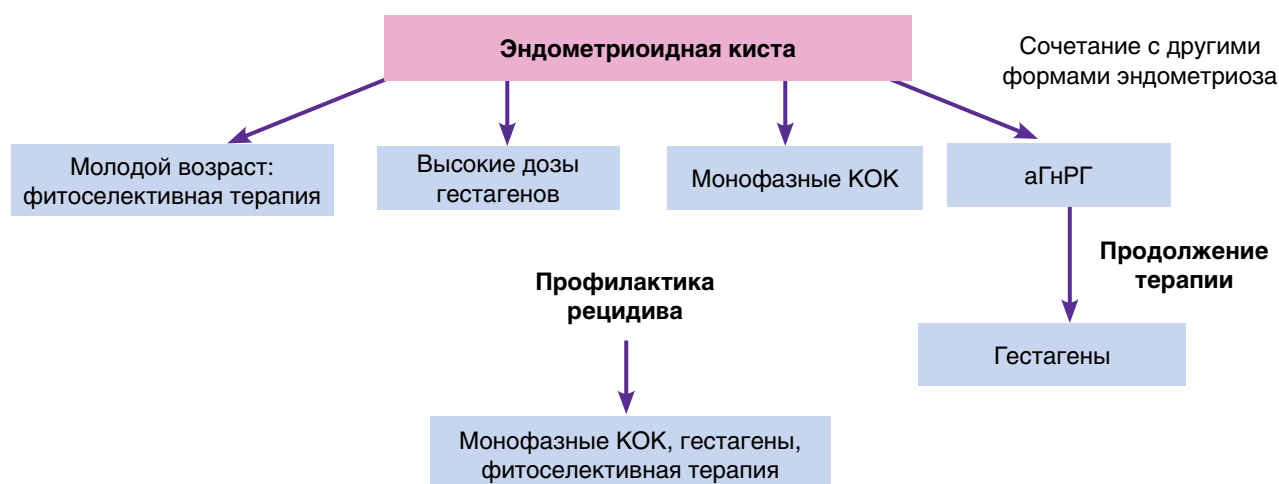 Эндометриоидная киста
Сочетание с другими
формами эндометриоза
Молодой возраст:
фитоселективная терапия
Высокие дозы
гестагенов
Монофазные КОК
аГнРГ
Продолжение
терапии
Профилактика
рецидива
Гестагены
Монофазные КОК, гестагены,
фитоселективная терапия